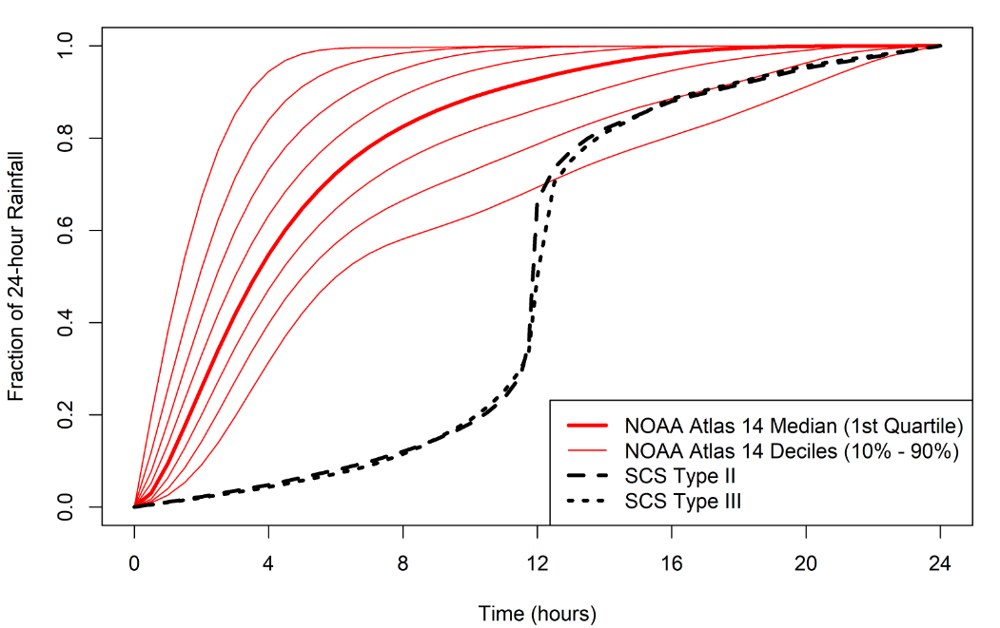 Fraction of 24-hour Rainfall
1.0
0.8
0.6
0.4
0.2
0.0
NOAA Atlas 14 Median (1st Quartile)
NOAA Atlas 14 Deciles (10% - 90%)
SCS Type II
SCS Type III
0 4 8 12 16 20 24
Time (hours)